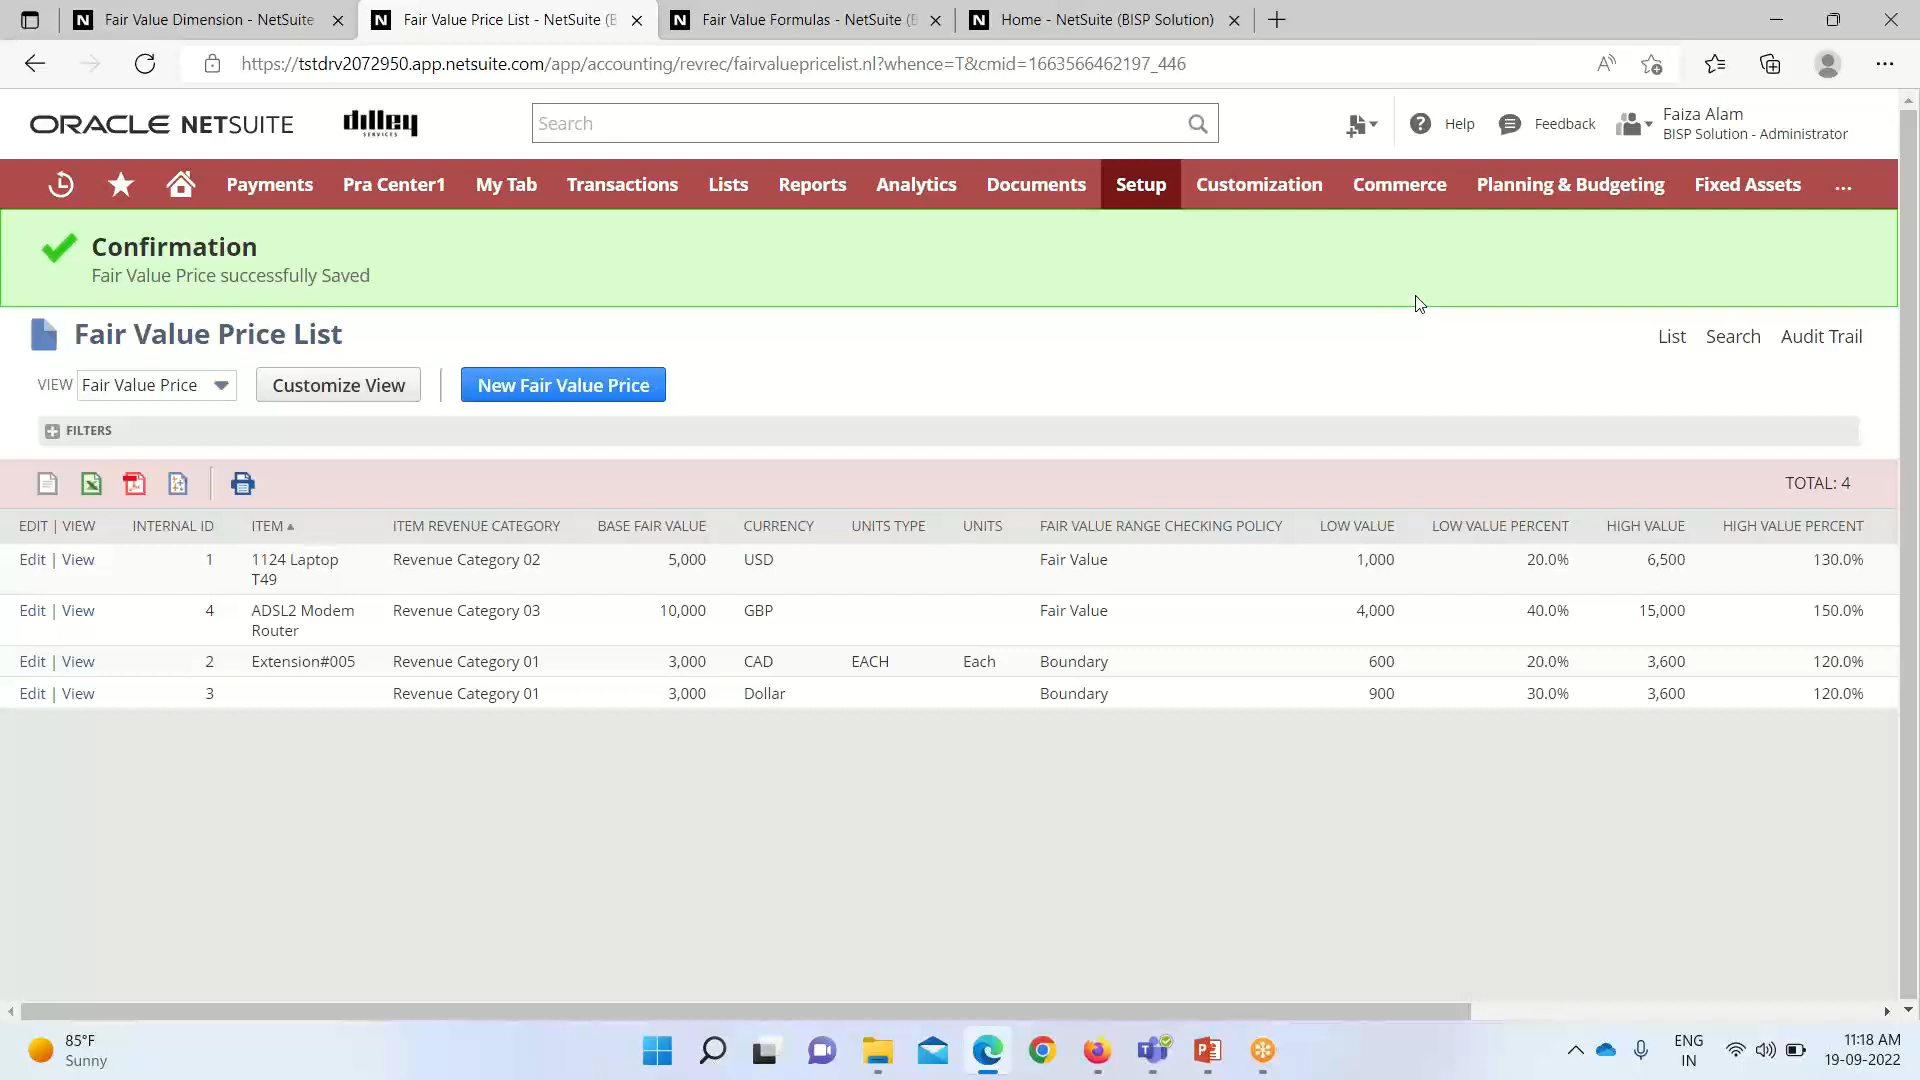 Fair Value Dimension - NetSuite
Fair Value Price List - NetSuite (B
Fair Value Formulas - NetSuite (B
Home - NetSuite (BISP Solution)
https://tstdrv2072950.app.netsuite.com/app/accounting/revrec/fairvaluepricelist.nl?whence=T&cmid=1663566462197_446
ORACLE NETSUITE
dilley
SERVICES
Search
Help
Feedback
Faiza Alam
BISP Solution - Administrator
Payments Pra Center1 My Tab Transactions Lists Reports Analytics Documents Setup Customization Commerce Planning & Budgeting Fixed Assets ...
Confirmation
Fair Value Price successfully Saved
Fair Value Price List
List Search Audit Trail
VIEW Fair Value Price Customize View New Fair Value Price
FILTERS
TOTAL: 4
EDIT | VIEW INTERNAL ID ITEM ITEM REVENUE CATEGORY BASE FAIR VALUE CURRENCY UNITS TYPE UNITS FAIR VALUE RANGE CHECKING POLICY LOW VALUE LOW VALUE PERCENT HIGH VALUE HIGH VALUE PERCENT
Edit | View 1 1124 Laptop T49 Revenue Category 02 5,000 USD Fair Value 1,000 20.0% 6,500 130.0%
Edit | View 4 ADSL2 Modem Router Revenue Category 03 10,000 GBP Fair Value 4,000 40.0% 15,000 150.0%
Edit | View 2 Extension#005 Revenue Category 01 3,000 CAD EACH Each Boundary 600 20.0% 3,600 120.0%
Edit | View 3 Revenue Category 01 3,000 Dollar Boundary 900 30.0% 3,600 120.0%
85°F
Sunny
ENG
IN
11:18 AM
19-09-2022